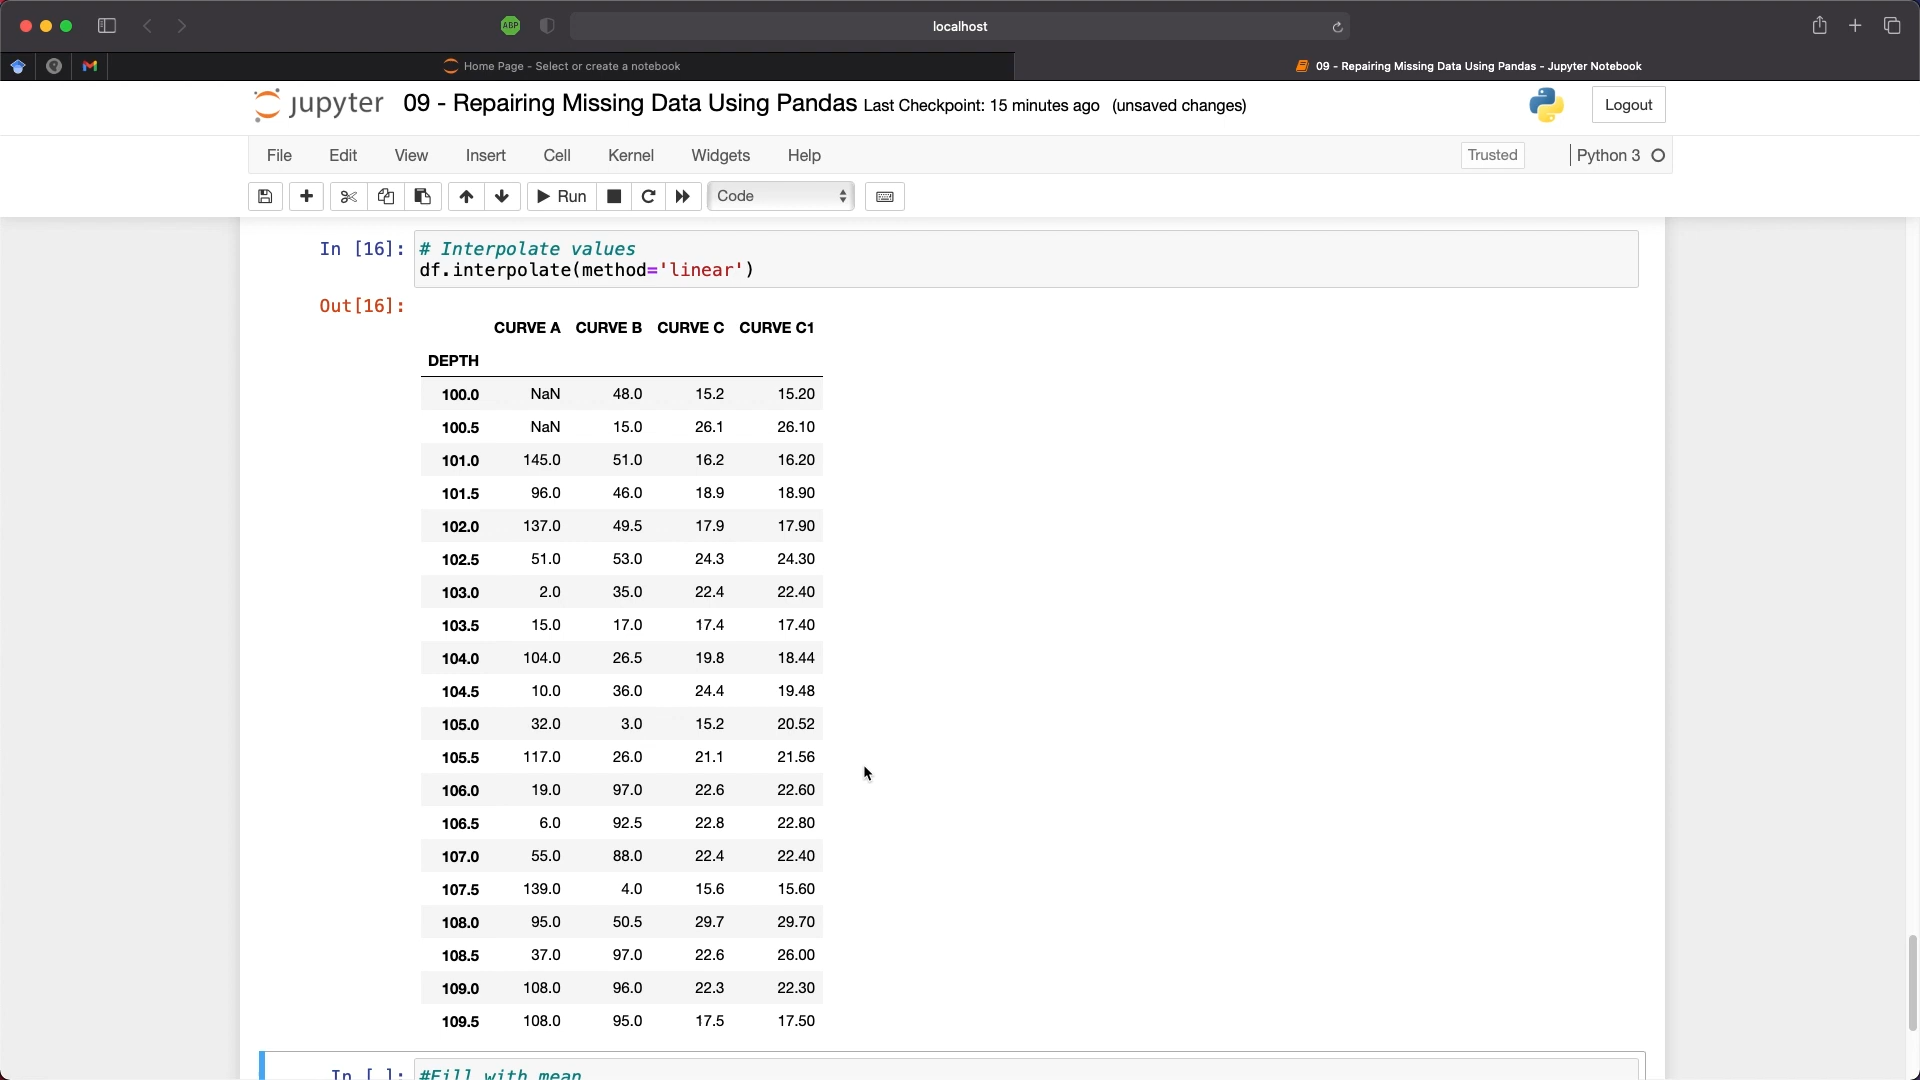 localhost
ABP
Home Page - Select or create a notebook
09 - Repairing Missing Data Using Pandas - Jupyter Notebook
jupyter 09 - Repairing Missing Data Using Pandas Last Checkpoint: 15 minutes ago (unsaved changes)
Logout
File Edit View Insert Cell Kernel Widgets Help
Trusted Python 3
Run Code
In [16]: # Interpolate values
df.interpolate(method='linear')
Out[16]:
CURVE A CURVE B CURVE C CURVE C1
DEPTH
100.0 NaN 48.0 15.2 15.20
100.5 NaN 15.0 26.1 26.10
101.0 145.0 51.0 16.2 16.20
101.5 96.0 46.0 18.9 18.90
102.0 137.0 49.5 17.9 17.90
102.5 51.0 53.0 24.3 24.30
103.0 2.0 35.0 22.4 22.40
103.5 15.0 17.0 17.4 17.40
104.0 104.0 26.5 19.8 18.44
104.5 10.0 36.0 24.4 19.48
105.0 32.0 3.0 15.2 20.52
105.5 117.0 26.0 21.1 21.56
106.0 19.0 97.0 22.6 22.60
106.5 6.0 92.5 22.8 22.80
107.0 55.0 88.0 22.4 22.40
107.5 139.0 4.0 15.6 15.60
108.0 95.0 50.5 29.7 29.70
108.5 37.0 97.0 22.6 26.00
109.0 108.0 96.0 22.3 22.30
109.5 108.0 95.0 17.5 17.50
In [ ]: #Fill with mean